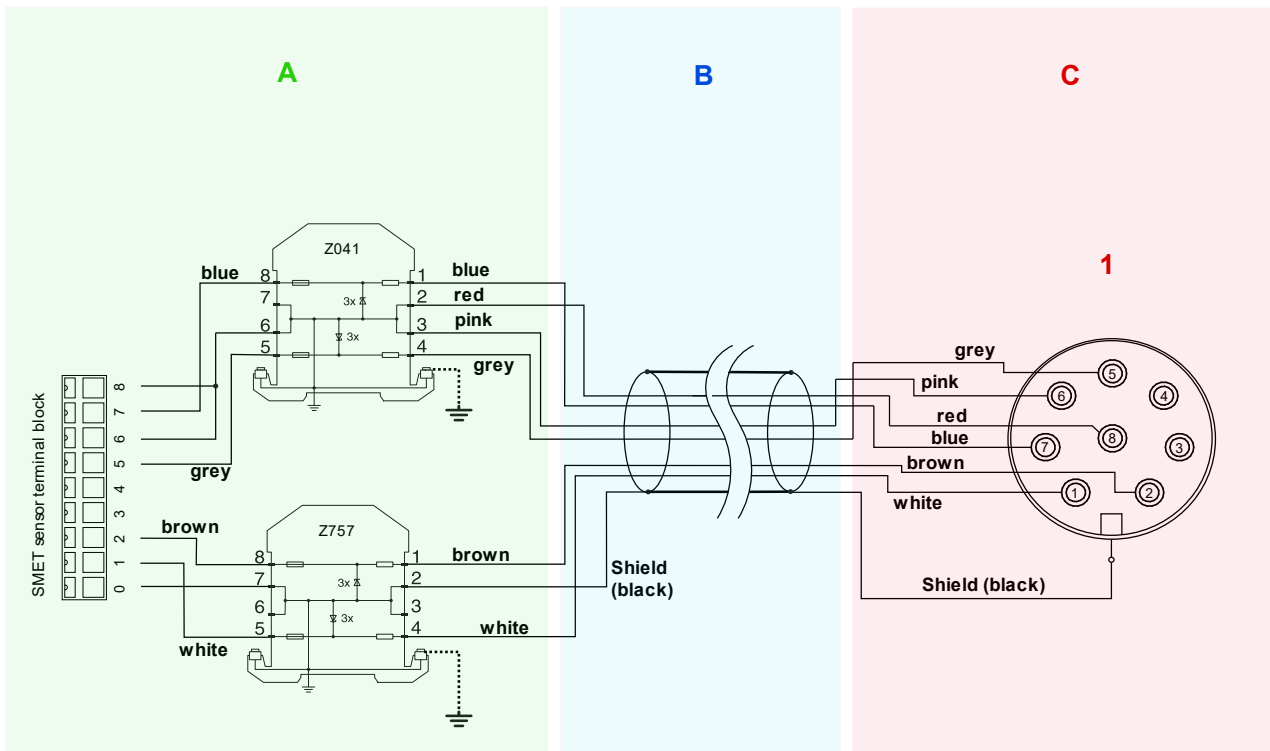 A
B
C
1
Z041
blue
8
7
6
5
3x
3x
1
2
3
4
blue
red
pink
grey
SMET sensor terminal block
8
7
6
5
4
3
2
1
0
grey
brown
white
Z757
8
7
6
5
3x
3x
1
2
3
4
brown
white
Shield
(black)
grey
pink
red
blue
brown
white
5
6
4
8
7
3
1
2
Shield (black)